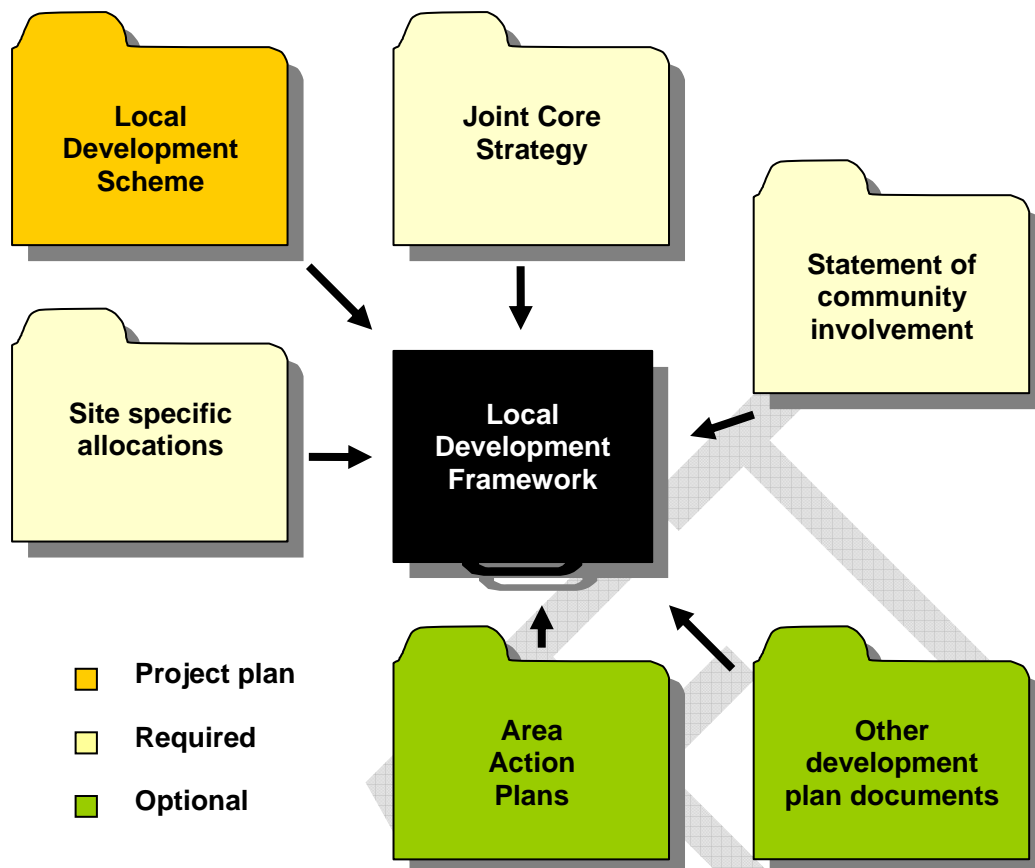 Local
Development
Scheme
Joint Core
Strategy
Statement of
community
involvement
Site specific
allocations
Local
Development
Framework
Project plan
Required
Optional
Area
Action
Plans
Other
development
plan documents